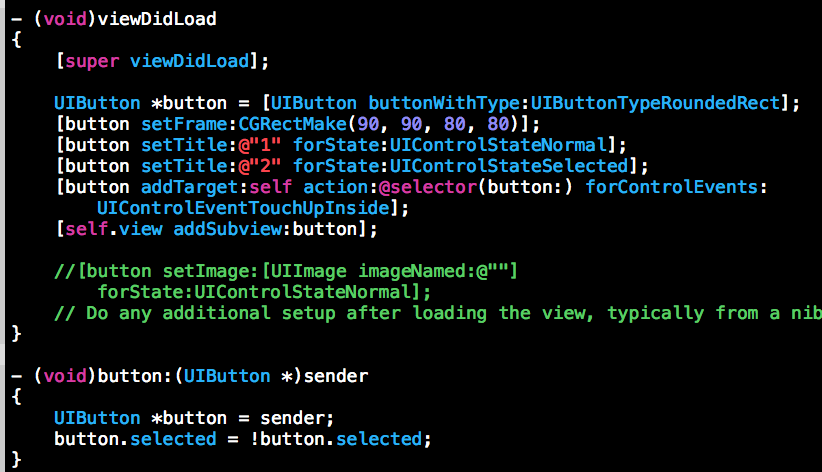 - (void)viewDidLoad
{
    [super viewDidLoad];

    UIButton *button = [UIButton buttonWithType:UIButtonTypeRoundedRect];
    [button setFrame:CGRectMake(90, 90, 80, 80)];
    [button setTitle:@"1" forState:UIControlStateNormal];
    [button setTitle:@"2" forState:UIControlStateSelected];
    [button addTarget:self action:@selector(button:) forControlEvents:
        UIControlEventTouchUpInside];
    [self.view addSubview:button];

    //[button setImage:[UIImage imageNamed:@""]
        forState:UIControlStateNormal];
    // Do any additional setup after loading the view, typically from a nib
}

- (void)button:(UIButton *)sender
{
    UIButton *button = sender;
    button.selected = !button.selected;
}